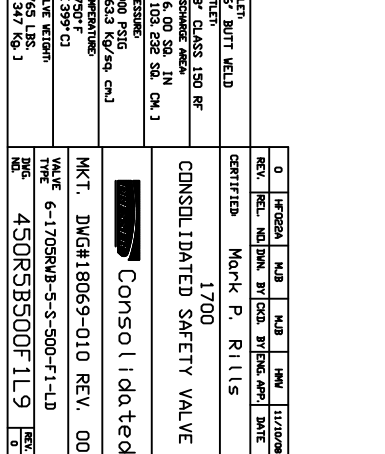 0 HF022A MJB MJB HMW 11/10/08
REV. REL. NO. DWN. BY CKD. BY ENG. APP. DATE
CERTIFIED: Mark P. Rills
1700
CONSOLIDATED SAFETY VALVE
Consolidated
MKT. DWG#18069-010 REV. 00
VALVE TYPE 6-1705RWB-5-S-500-F1-LD
DWG. NO. 450R5B500F1L9
REV. 0
LET:
6" BUTT WELD
TLET:
8" CLASS 150 RF
SCHARGE AREA:
6.00 SQ. IN
103.232 SQ. CM.]
ESSURE:
00 PSIG
63.3 Kg/sq. cm.]
MPERATURE:
750°F
[399°C]
LVE WEIGHT:
65 LBS.
347 Kg.]